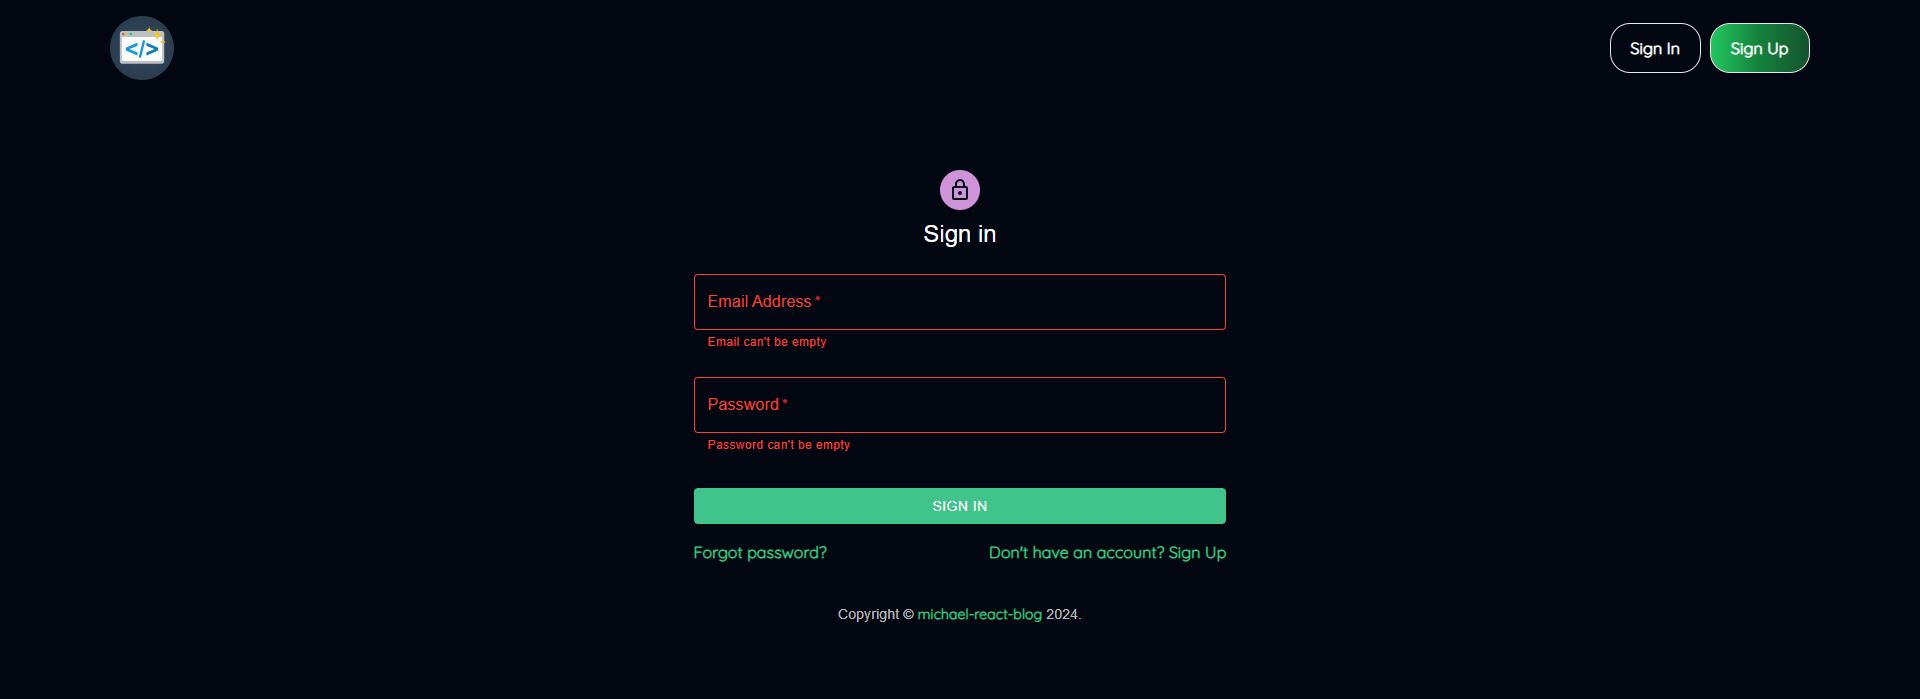 </>
Sign In
Sign Up
Sign in
Email Address *
Email can't be empty
Password *
Password can't be empty
SIGN IN
Forgot password?
Don't have an account? Sign Up
Copyright © michael-react-blog 2024.